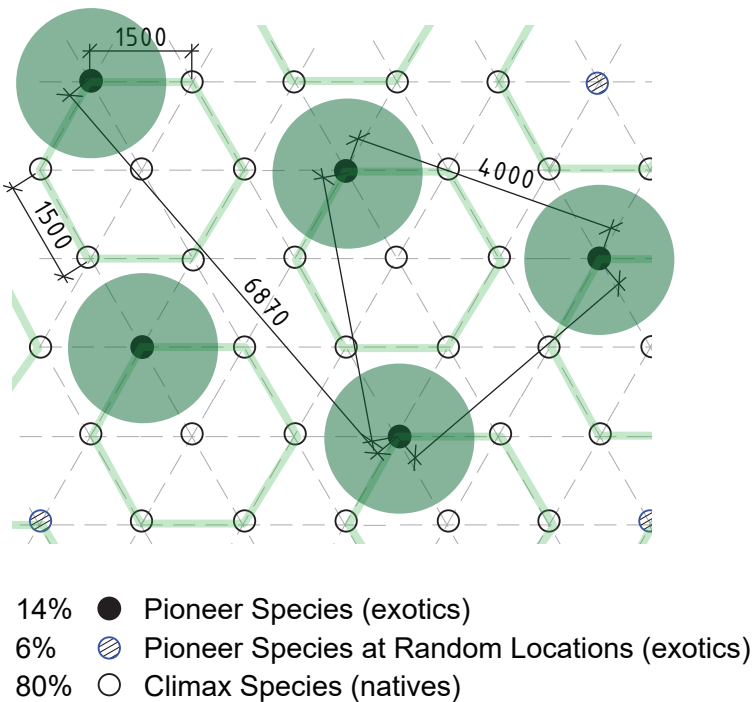 1500
4000
1500
6870
14% Pioneer Species (exotics)
6% Pioneer Species at Random Locations (exotics)
80% Climax Species (natives)